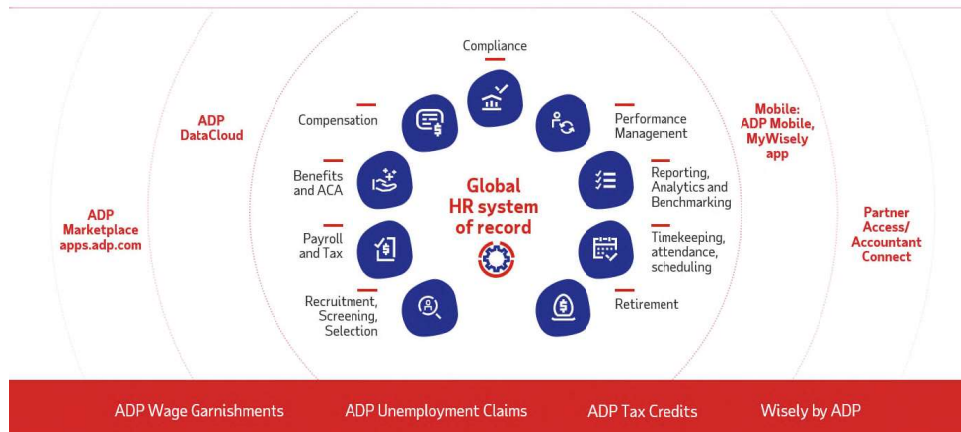 Compliance
Compensation
Performance
Management
Benefits
and ACA
Reporting,
Analytics and
Benchmarking
Payroll
and Tax
Timekeeping,
attendance,
scheduling
Recruitment,
Screening,
Selection
Retirement
Global
HR system
of record
ADP
DataCloud
Mobile:
ADP Mobile,
MyWisely
app
ADP
Marketplace
apps.adp.com
Partner
Access/
Accountant
Connect
ADP Wage Garnishments
ADP Unemployment Claims
ADP Tax Credits
Wisely by ADP